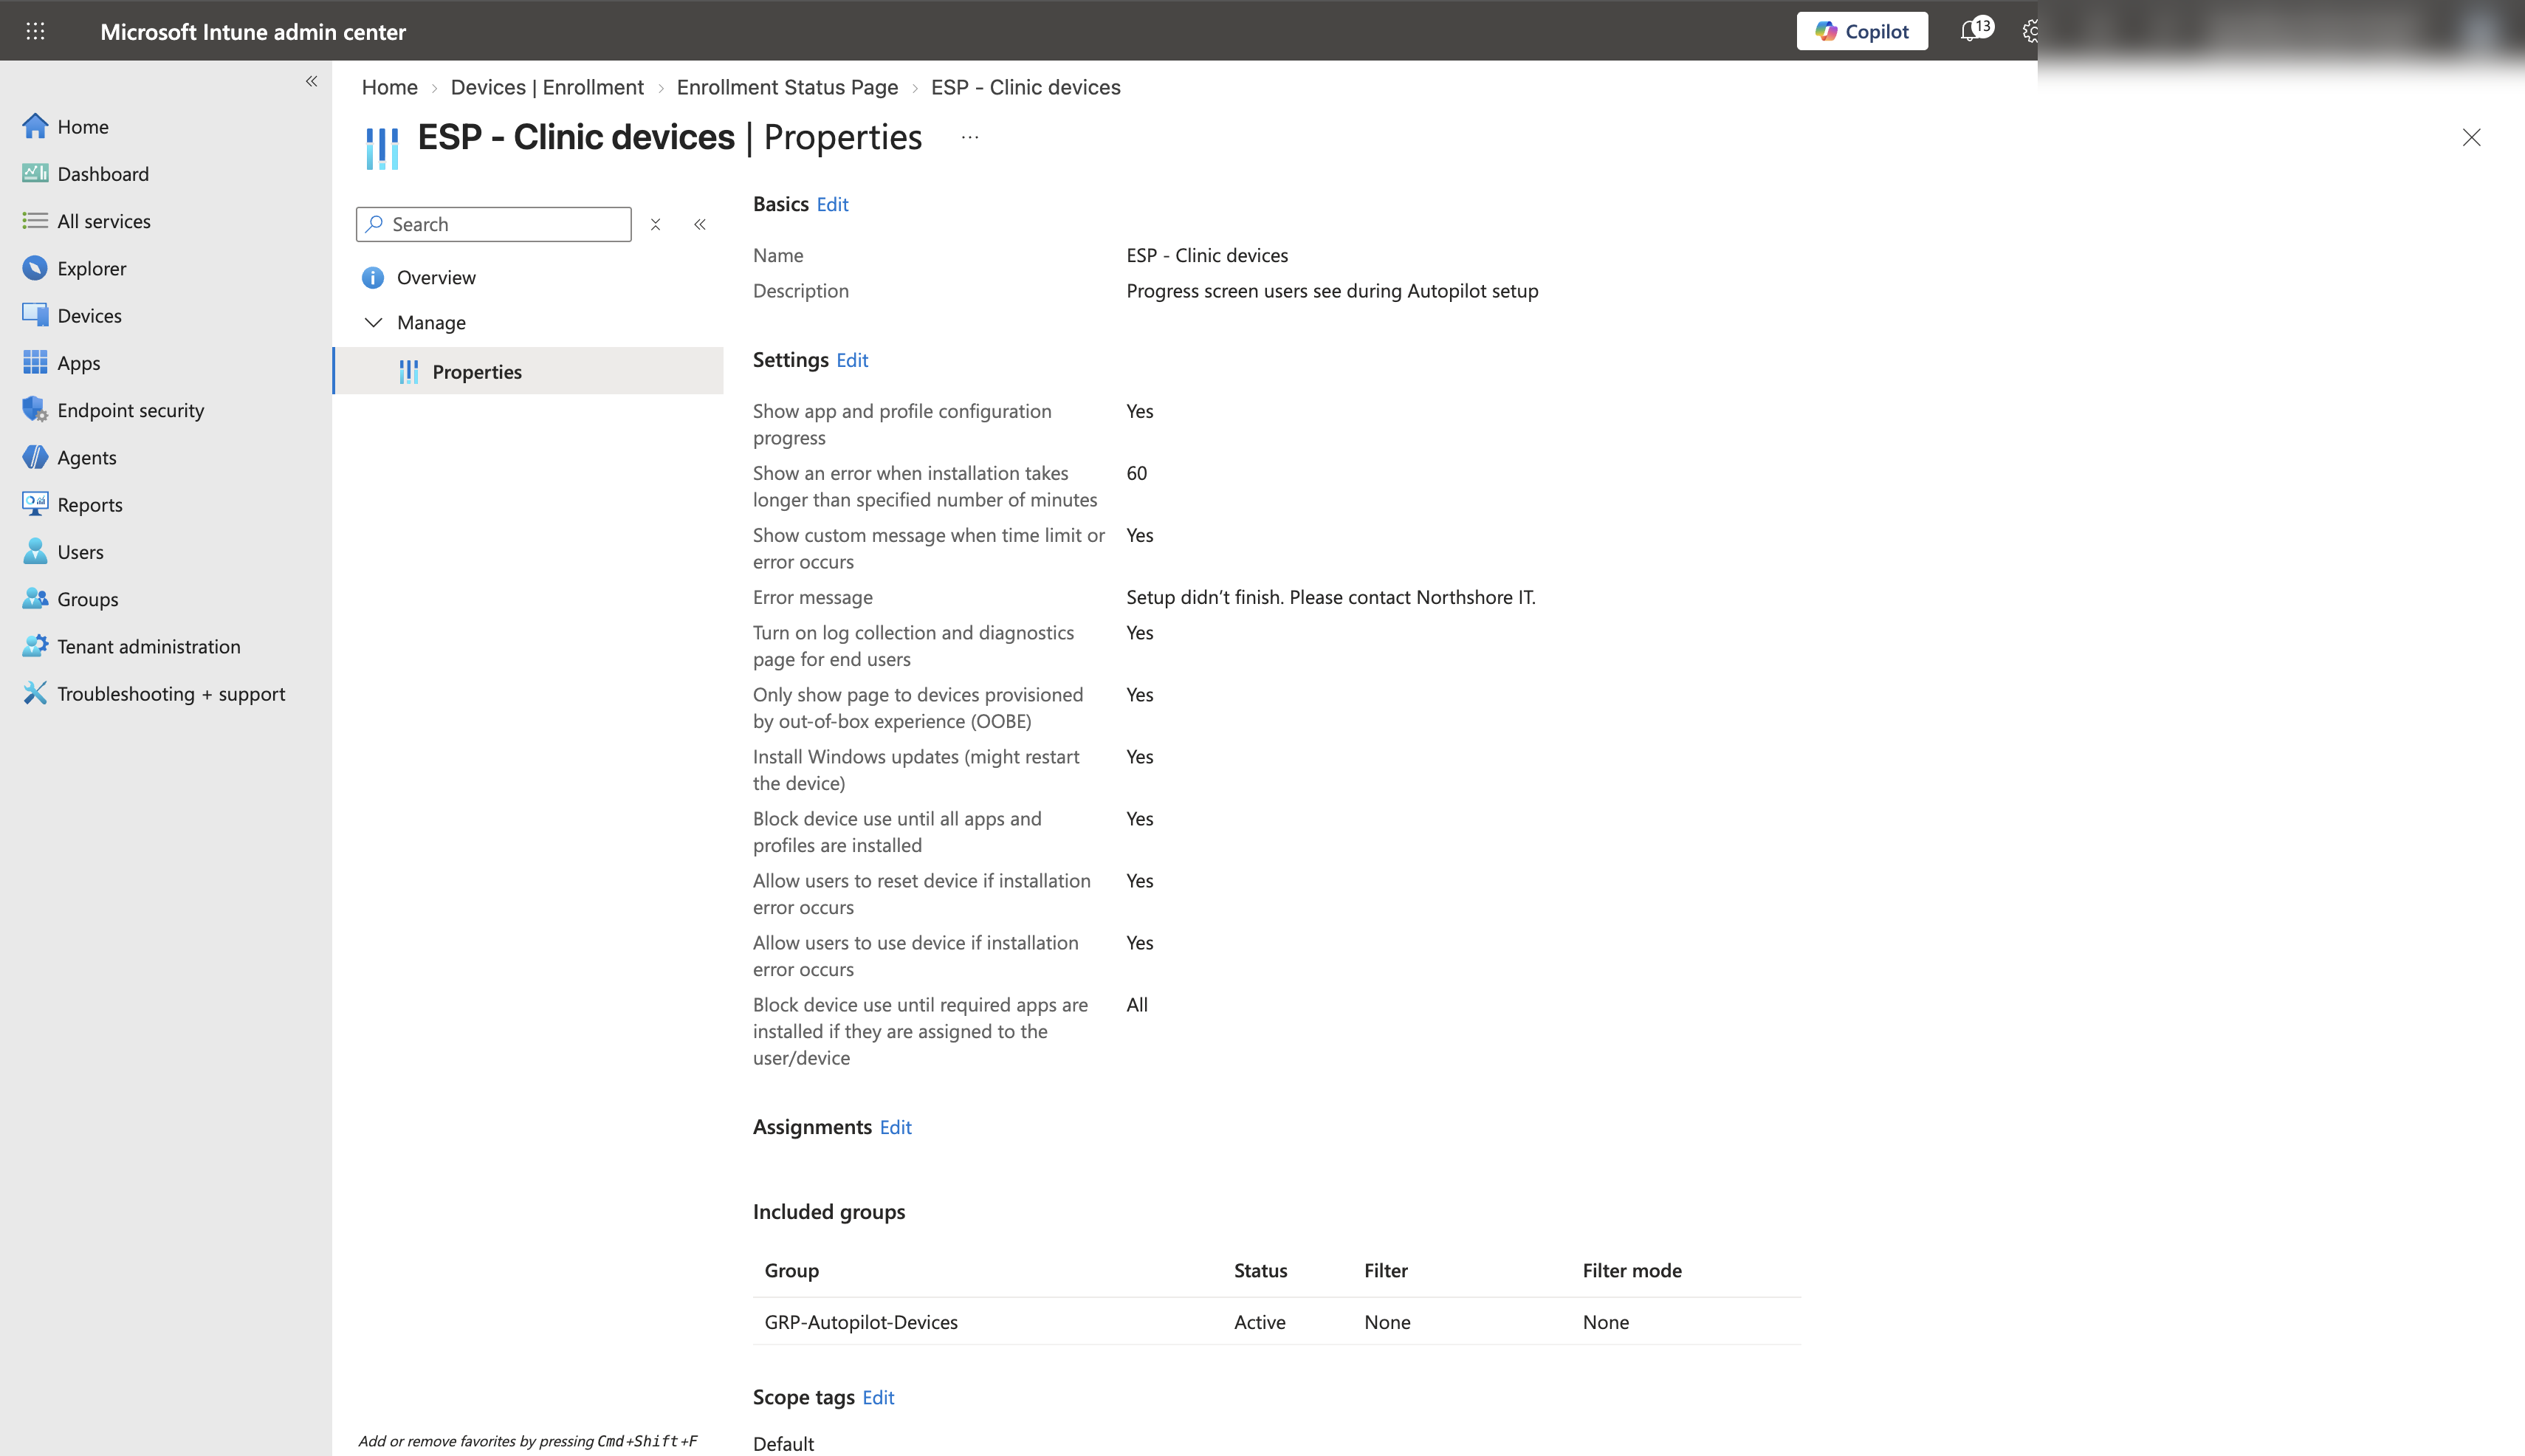 Microsoft Intune admin center
Copilot
13
Home
Dashboard
All services
Explorer
Devices
Apps
Endpoint security
Agents
Reports
Users
Groups
Tenant administration
Troubleshooting + support
Home > Devices | Enrollment > Enrollment Status Page > ESP - Clinic devices
ESP - Clinic devices | Properties ...
Search
Overview
Manage
Properties
Add or remove favorites by pressing Cmd+Shift+F
Basics Edit
Name ESP - Clinic devices
Description Progress screen users see during Autopilot setup
Settings Edit
Show app and profile configuration Yes
progress
Show an error when installation takes 60
longer than specified number of minutes
Show custom message when time limit or Yes
error occurs
Error message Setup didn’t finish. Please contact Northshore IT.
Turn on log collection and diagnostics Yes
page for end users
Only show page to devices provisioned Yes
by out-of-box experience (OOBE)
Install Windows updates (might restart Yes
the device)
Block device use until all apps and Yes
profiles are installed
Allow users to reset device if installation Yes
error occurs
Allow users to use device if installation Yes
error occurs
Block device use until required apps are All
installed if they are assigned to the
user/device
Assignments Edit
Included groups
Group Status Filter Filter mode
GRP-Autopilot-Devices Active None None
Scope tags Edit
Default